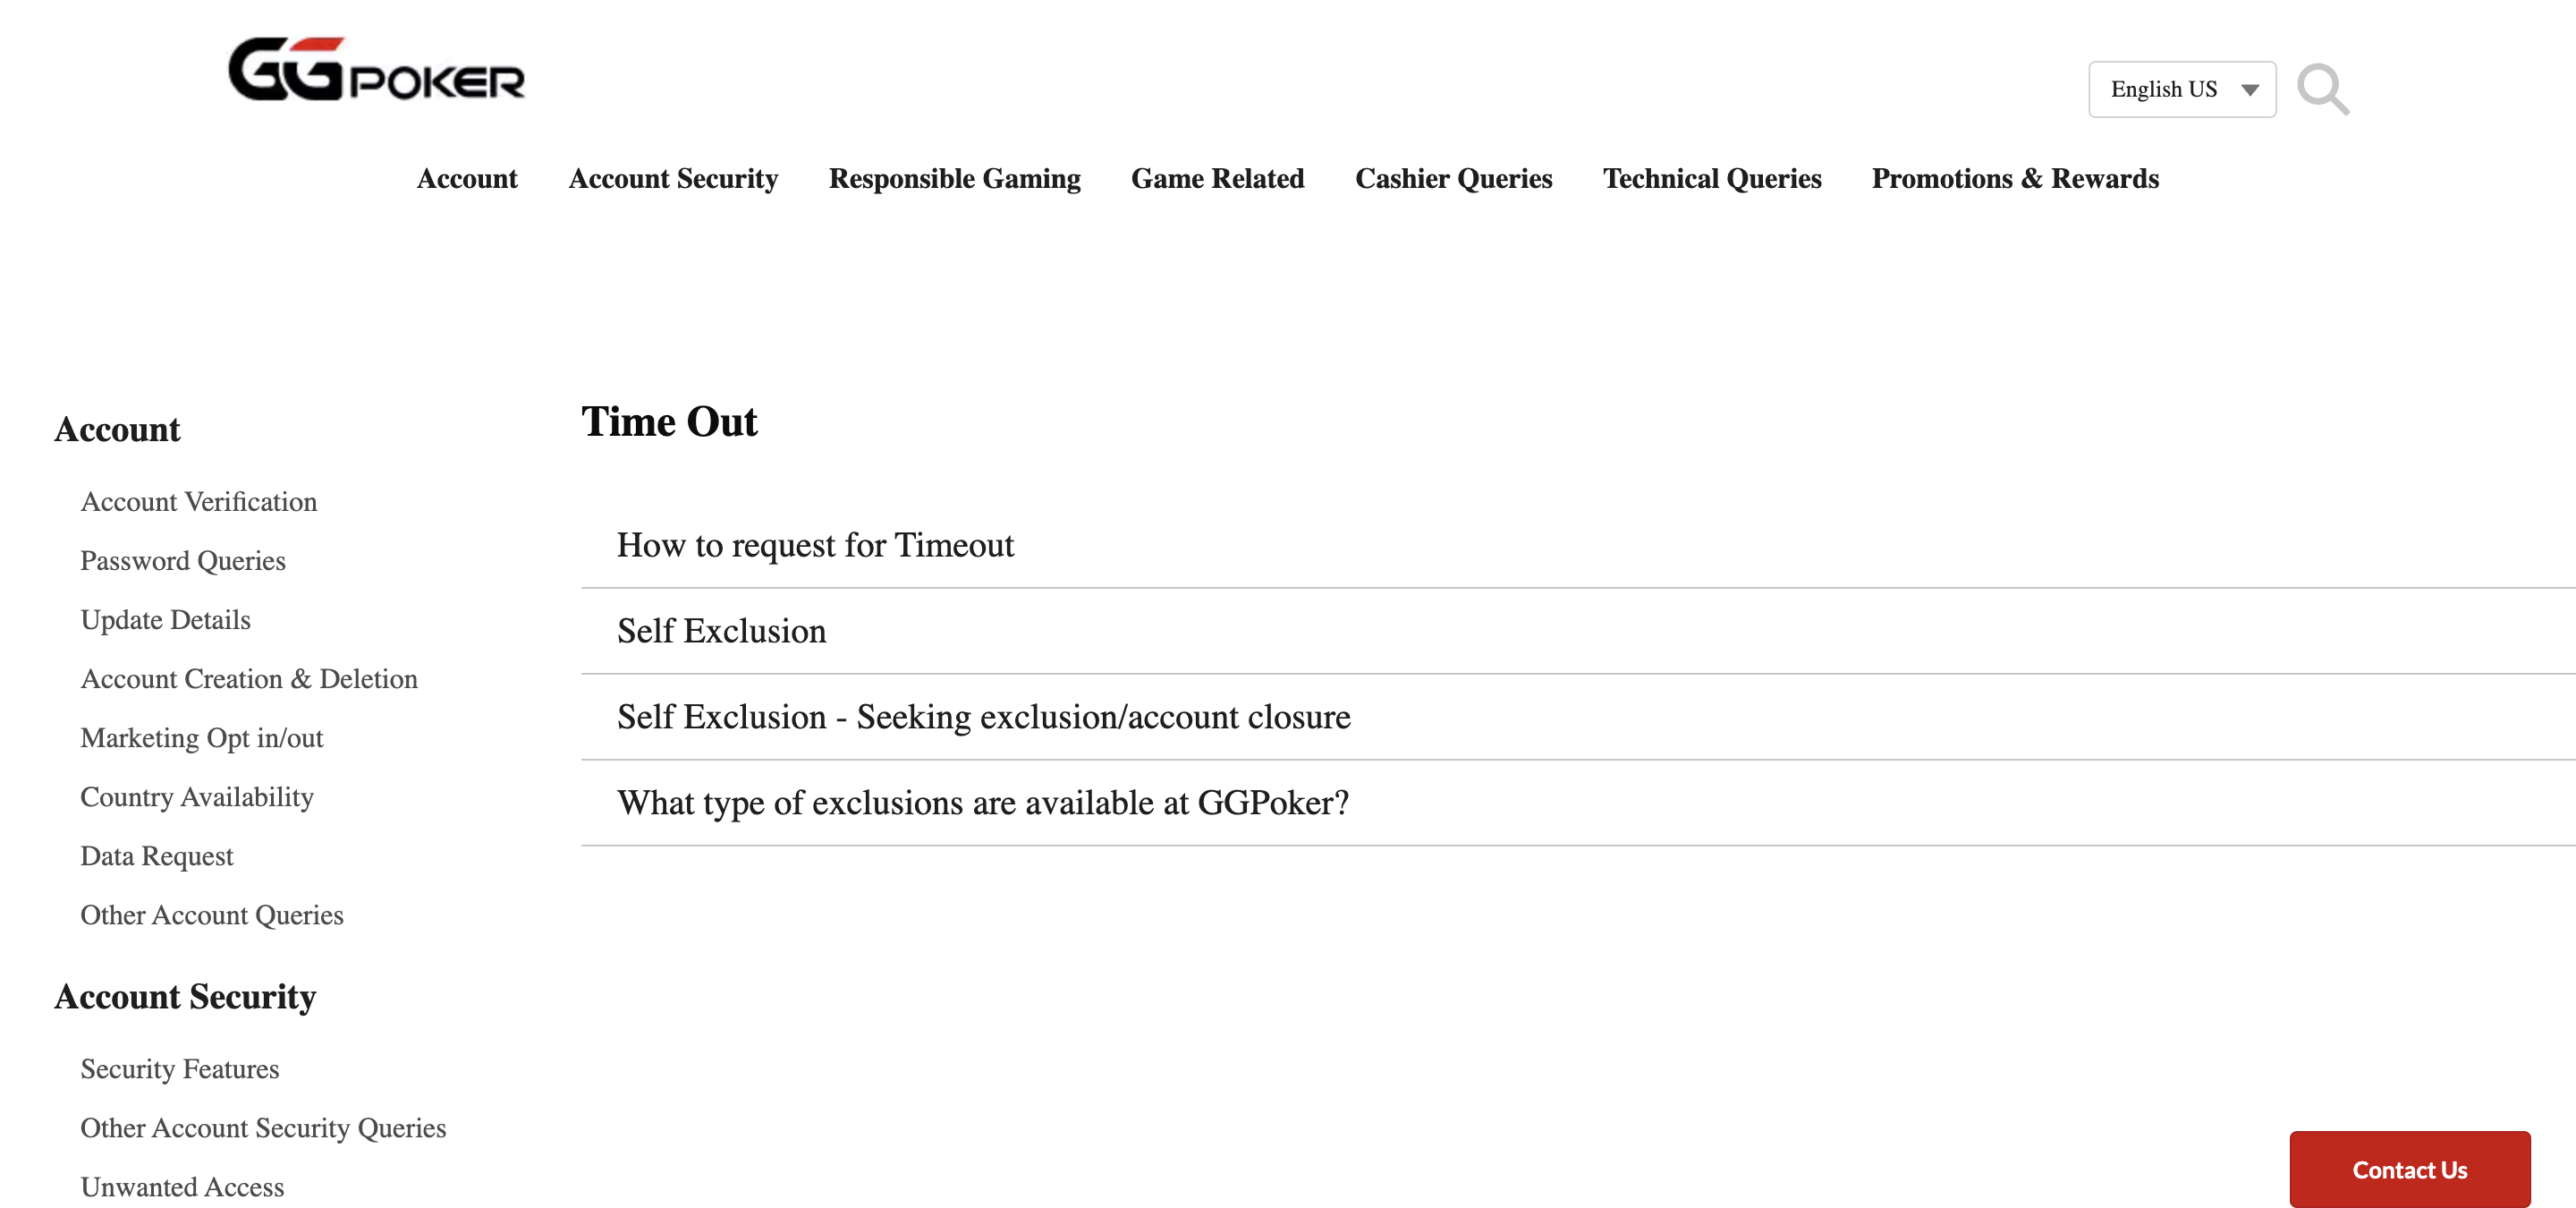 GGPOKER
English US
Account Account Security Responsible Gaming Game Related Cashier Queries Technical Queries Promotions & Rewards
Account
Account Verification
Password Queries
Update Details
Account Creation & Deletion
Marketing Opt in/out
Country Availability
Data Request
Other Account Queries
Account Security
Security Features
Other Account Security Queries
Unwanted Access
Time Out
How to request for Timeout
Self Exclusion
Self Exclusion - Seeking exclusion/account closure
What type of exclusions are available at GGPoker?
Contact Us